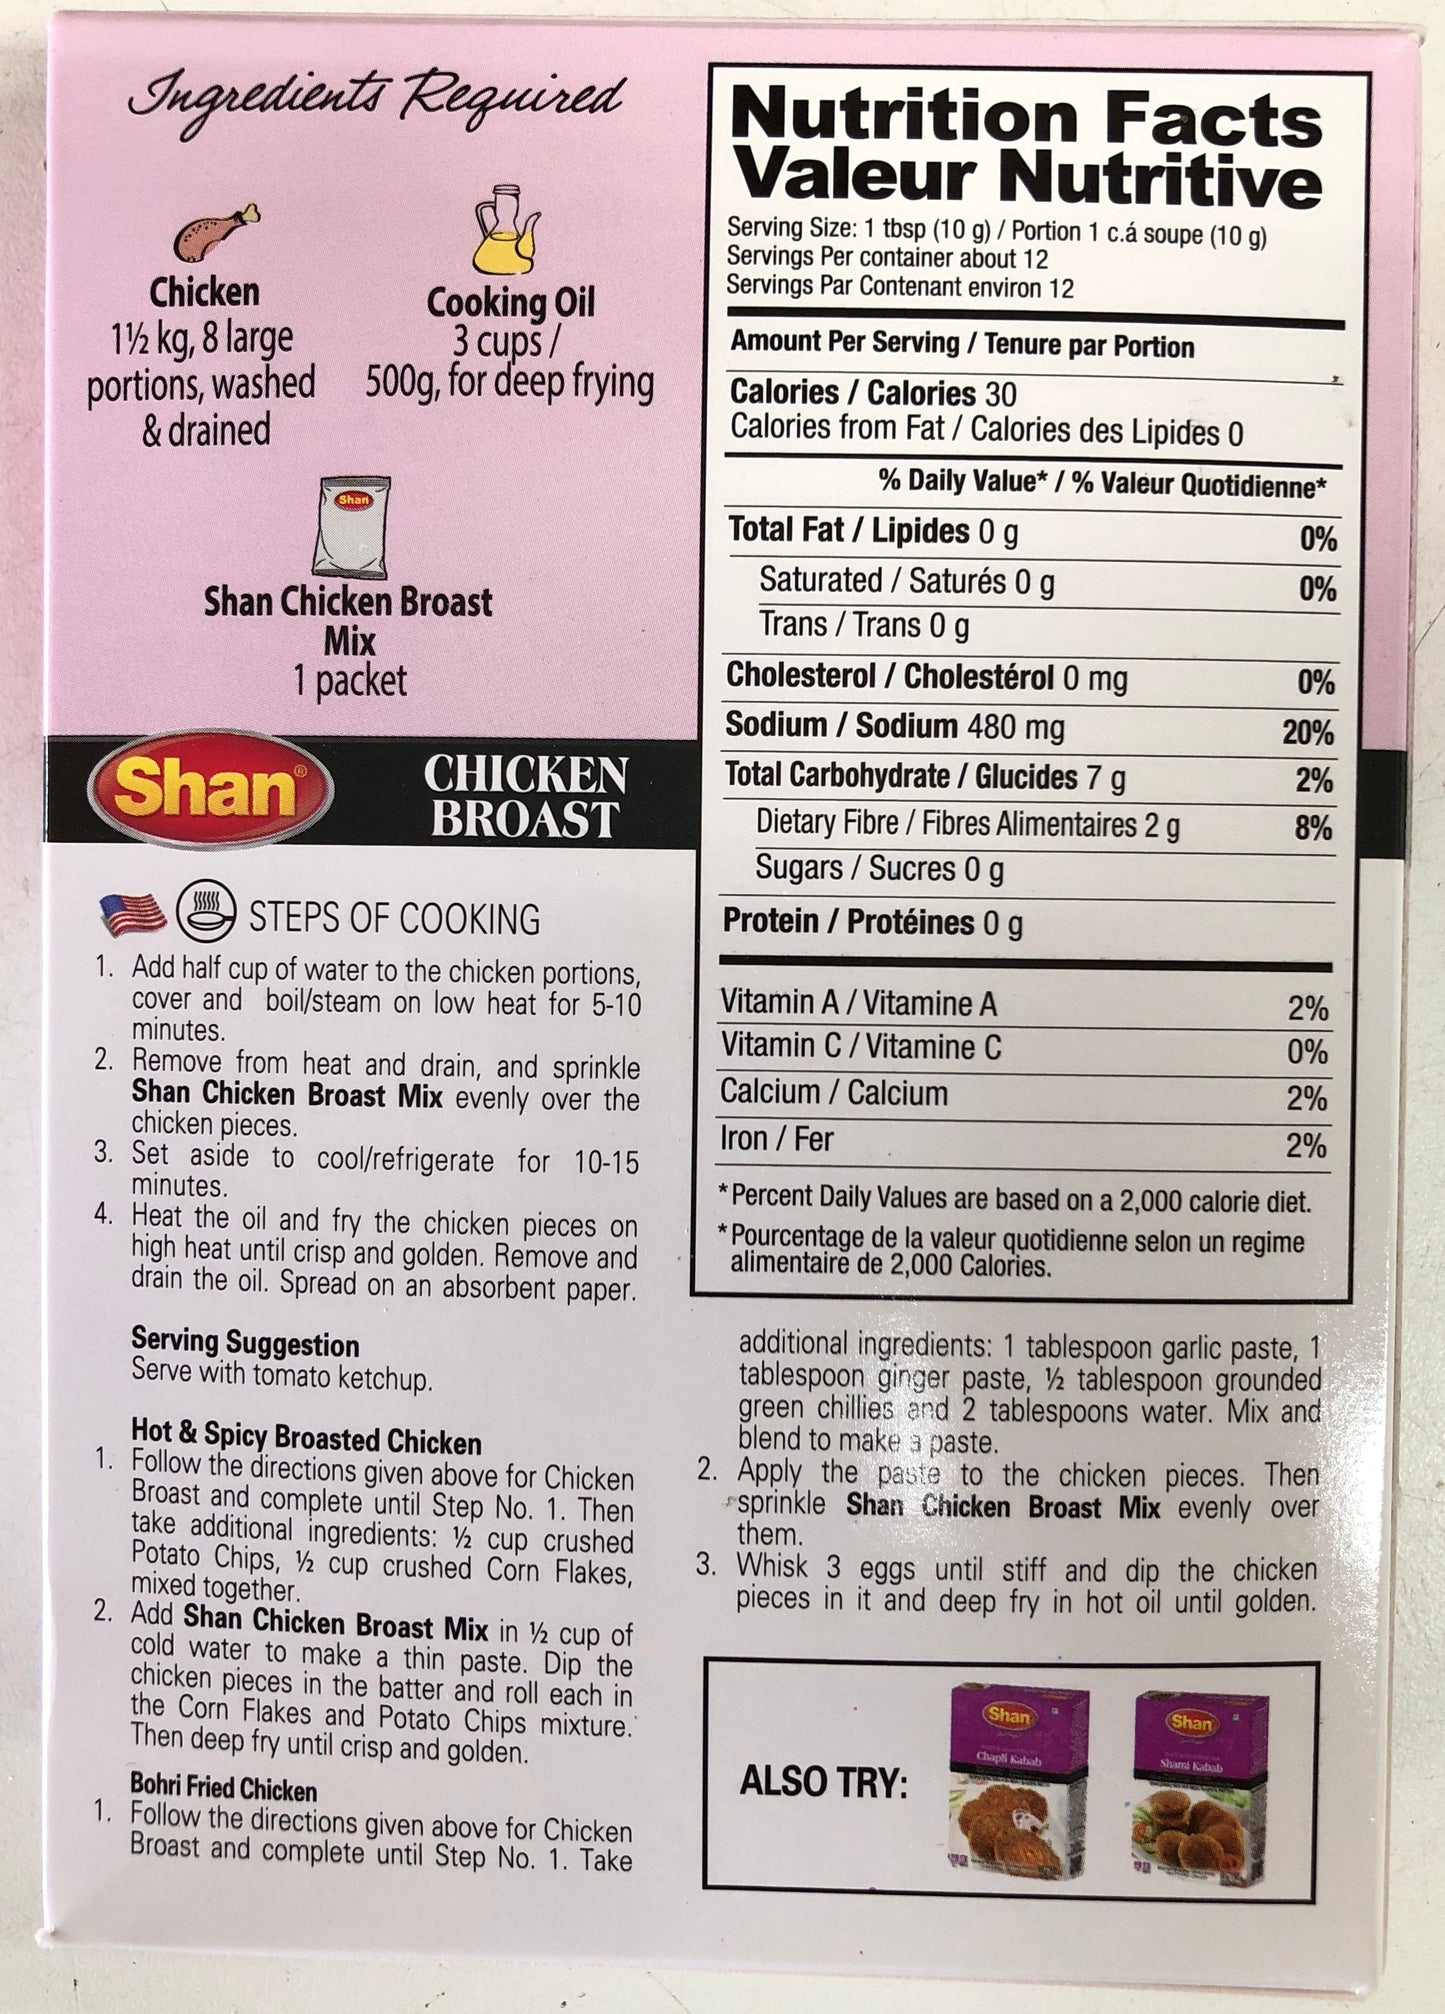 Ingredients Required
Chicken
1½ kg, 8 large
portions, washed
& drained
Cooking Oil
3 cups /
500g, for deep frying
Shan
Shan Chicken Broast
Mix
1 packet
Shan®
CHICKEN
BROAST
STEPS OF COOKING
1. Add half cup of water to the chicken portions,
cover and boil/steam on low heat for 5-10
minutes.
2. Remove from heat and drain, and sprinkle
Shan Chicken Broast Mix evenly over the
chicken pieces.
3. Set aside to cool/refrigerate for 10-15
minutes.
4. Heat the oil and fry the chicken pieces on
high heat until crisp and golden. Remove and
drain the oil. Spread on an absorbent paper.
Serving Suggestion
Serve with tomato ketchup.
Hot & Spicy Broasted Chicken
1. Follow the directions given above for Chicken
Broast and complete until Step No. 1. Then
take additional ingredients: ½ cup crushed
Potato Chips, ½ cup crushed Corn Flakes,
mixed together.
2. Add Shan Chicken Broast Mix in ½ cup of
cold water to make a thin paste. Dip the
chicken pieces in the batter and roll each in
the Corn Flakes and Potato Chips mixture.
Then deep fry until crisp and golden.
Bohri Fried Chicken
1. Follow the directions given above for Chicken
Broast and complete until Step No. 1. Take
Nutrition Facts
Valeur Nutritive
Serving Size: 1 tbsp (10 g) / Portion 1 c.á soupe (10 g)
Servings Per container about 12
Servings Par Contenant environ 12
Amount Per Serving / Tenure par Portion
Calories / Calories 30
Calories from Fat / Calories des Lipides 0
% Daily Value* / % Valeur Quotidienne*
Total Fat / Lipides 0 g 0%
Saturated / Saturés 0 g 0%
Trans / Trans 0 g
Cholesterol / Cholestérol 0 mg 0%
Sodium / Sodium 480 mg 20%
Total Carbohydrate / Glucides 7 g 2%
Dietary Fibre / Fibres Alimentaires 2 g 8%
Sugars / Sucres 0 g
Protein / Protéines 0 g
Vitamin A / Vitamine A 2%
Vitamin C / Vitamine C 0%
Calcium / Calcium 2%
Iron / Fer 2%
*Percent Daily Values are based on a 2,000 calorie diet.
*Pourcentage de la valeur quotidienne selon un regime
alimentaire de 2,000 Calories.
additional ingredients: 1 tablespoon garlic paste, 1
tablespoon ginger paste, ½ tablespoon grounded
green chillies and 2 tablespoons water. Mix and
blend to make a paste.
2. Apply the paste to the chicken pieces. Then
sprinkle Shan Chicken Broast Mix evenly over
them.
3. Whisk 3 eggs until stiff and dip the chicken
pieces in it and deep fry in hot oil until golden.
ALSO TRY:
Shan
Chapli Kabab
Shan
Shami Kabab